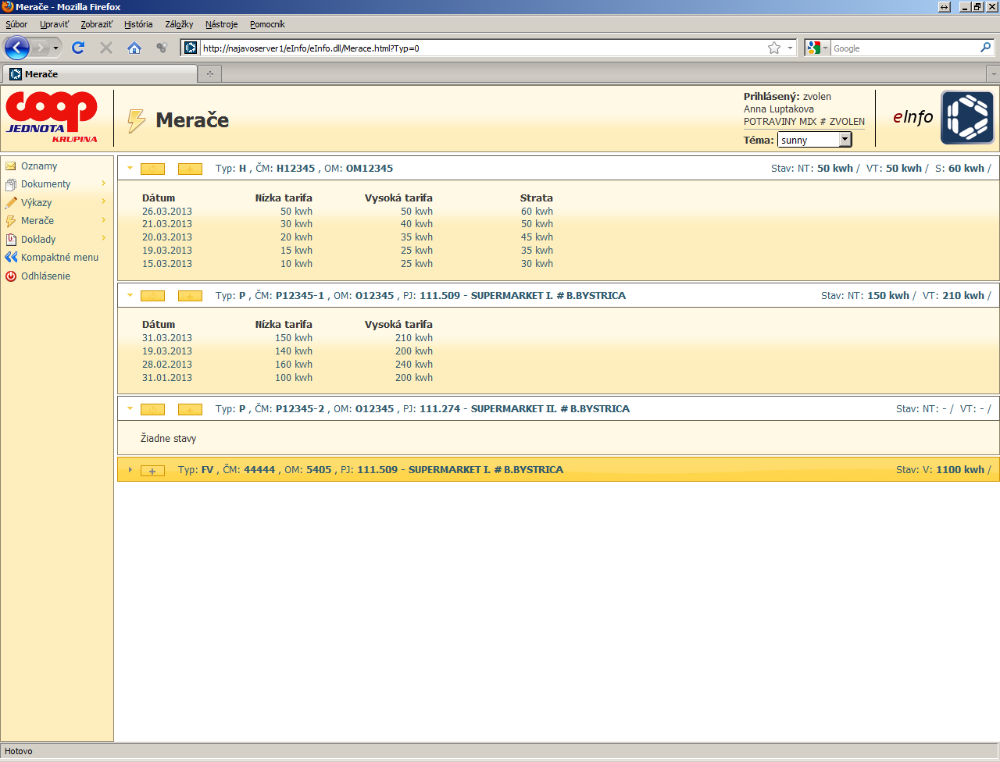 Merače - Mozilla Firefox
Súbor Upraviť Zobraziť História Záložky Nástroje Pomocník
http://najavoserver1/eInfo/eInfo.dll/Merace.html?Typ=0 Google
Merače
coop
JEDNOTA
KRUPINA
Merače
Prihlásený: zvolen
Anna Luptakova
POTRAVINY MIX # ZVOLEN
Téma: sunny
eInfo
Oznamy
Dokumenty
Výkazy
Merače
Doklady
Kompaktné menu
Odhlásenie
Typ: H , ČM: H12345 , OM: OM12345 Stav: NT: 50 kwh / VT: 50 kwh / S: 60 kwh /
Dátum Nízka tarifa Vysoká tarifa Strata
26.03.2013 50 kwh 50 kwh 60 kwh
21.03.2013 30 kwh 40 kwh 50 kwh
20.03.2013 20 kwh 35 kwh 45 kwh
19.03.2013 15 kwh 25 kwh 35 kwh
15.03.2013 10 kwh 25 kwh 30 kwh
Typ: P , ČM: P12345-1 , OM: O12345 , PJ: 111.509 - SUPERMARKET I. # B.BYSTRICA Stav: NT: 150 kwh / VT: 210 kwh /
Dátum Nízka tarifa Vysoká tarifa
31.03.2013 150 kwh 210 kwh
19.03.2013 140 kwh 200 kwh
28.02.2013 160 kwh 240 kwh
31.01.2013 100 kwh 200 kwh
Typ: P , ČM: P12345-2 , OM: O12345 , PJ: 111.274 - SUPERMARKET II. # B.BYSTRICA Stav: NT: - / VT: - /
Žiadne stavy
Typ: FV , ČM: 44444 , OM: 5405 , PJ: 111.509 - SUPERMARKET I. # B.BYSTRICA Stav: V: 1100 kwh /
Hotovo